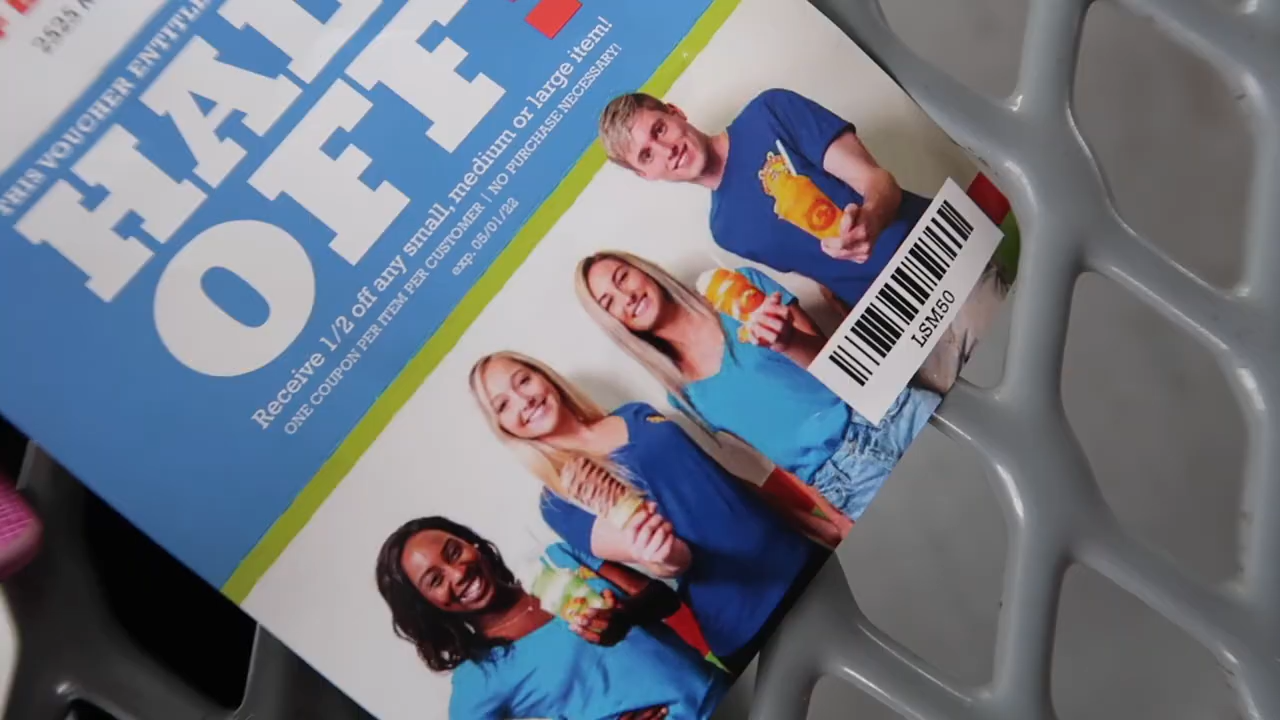 2525
THIS VOUCHER ENTITLE
HALF
OFF
Receive 1/2 off any small, medium or large item!
ONE COUPON PER ITEM PER CUSTOMER | NO PURCHASE NECESSARY!
exp. 05/01/22
LSM50